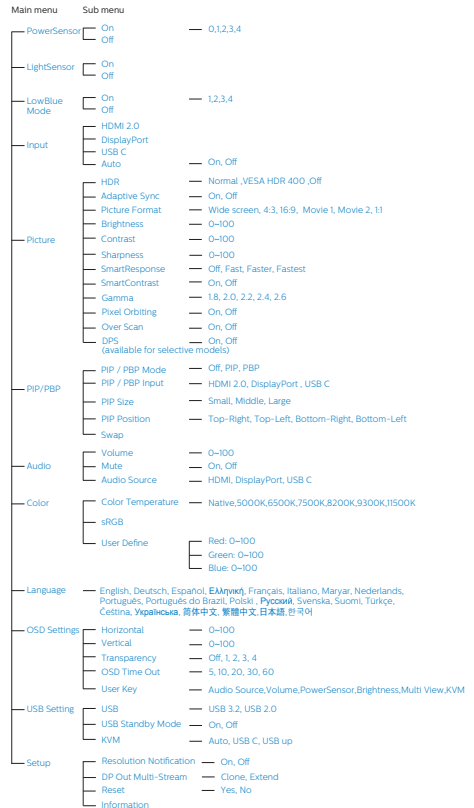 Main menu Sub menu
PowerSensor On 0,1,2,3,4
Off
LightSensor On
Off
LowBlue Mode On 1,2,3,4
Off
Input HDMI 2.0
DisplayPort
USB C
Auto On, Off
Picture HDR Normal ,VESA HDR 400 ,Off
Adaptive Sync On, Off
Picture Format Wide screen, 4:3, 16:9, Movie 1, Movie 2, 1:1
Brightness 0~100
Contrast 0~100
Sharpness 0~100
SmartResponse Off, Fast, Faster, Fastest
SmartContrast On, Off
Gamma 1.8, 2.0, 2.2, 2.4, 2.6
Pixel Orbiting On, Off
Over Scan On, Off
DPS On, Off
(available for selective models)
PIP/PBP PIP / PBP Mode Off, PIP, PBP
PIP / PBP Input HDMI 2.0, DisplayPort , USB C
PIP Size Small, Middle, Large
PIP Position Top-Right, Top-Left, Bottom-Right, Bottom-Left
Swap
Audio Volume 0~100
Mute On, Off
Audio Source HDMI, DisplayPort, USB C
Color Color Temperature Native,5000K,6500K,7500K,8200K,9300K,11500K
sRGB
User Define Red: 0~100
Green: 0~100
Blue: 0~100
Language English, Deutsch, Español, Ελληνική, Français, Italiano, Maryar, Nederlands,
Português, Português do Brazil, Polski , Русский, Svenska, Suomi, Türkçe,
Čeština, Українська, 简体中文, 繁體中文,日本語,한국어
OSD Settings Horizontal 0~100
Vertical 0~100
Transparency Off, 1, 2, 3, 4
OSD Time Out 5, 10, 20, 30, 60
User Key Audio Source,Volume,PowerSensor,Brightness,Multi View,KVM
USB Setting USB USB 3.2, USB 2.0
USB Standby Mode On, Off
KVM Auto, USB C, USB up
Setup Resolution Notification On, Off
DP Out Multi-Stream Clone, Extend
Reset Yes, No
Information